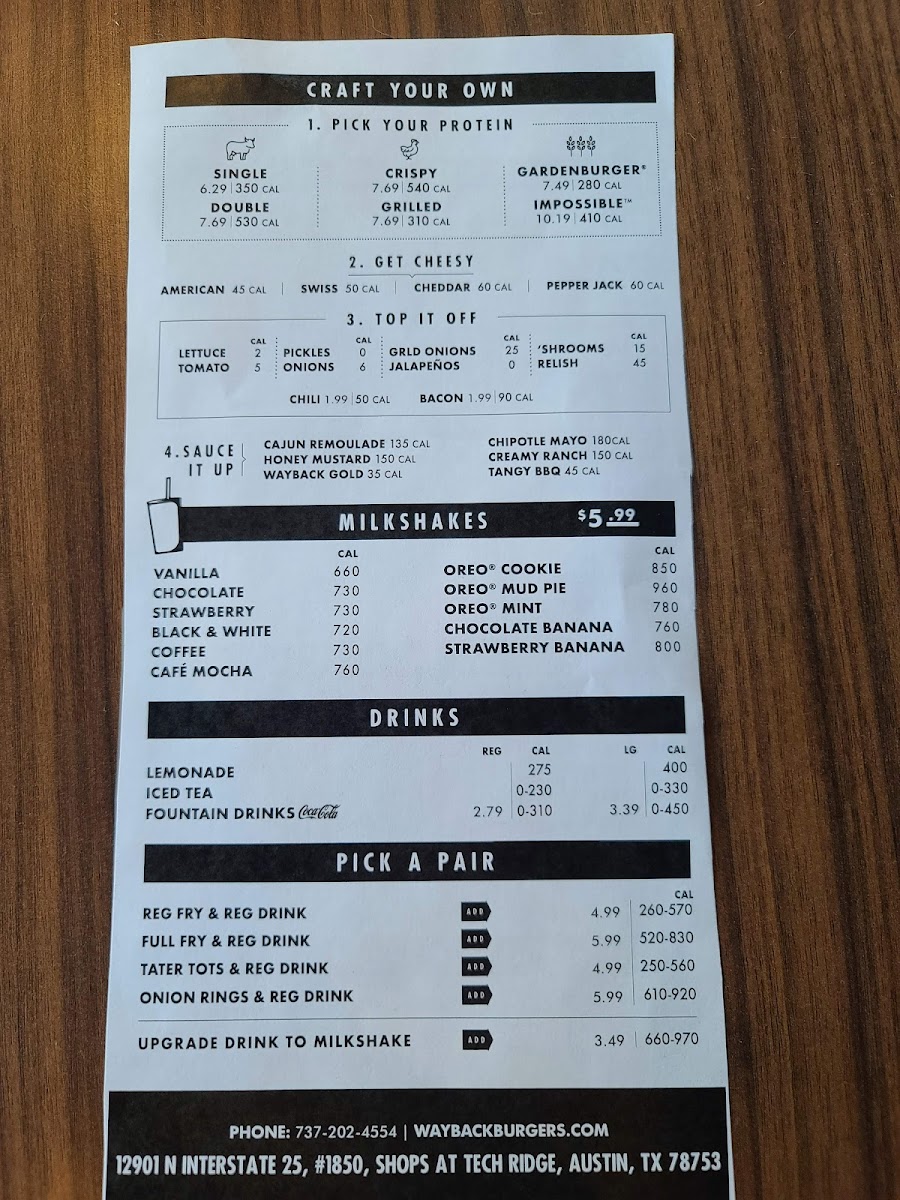 CRAFT YOUR OWN
1. PICK YOUR PROTEIN
SINGLE
6.29 | 350 CAL
DOUBLE
7.69 | 530 CAL
CRISPY
7.69 | 540 CAL
GRILLED
7.69 | 310 CAL
GARDENBURGER®
7.49 | 280 CAL
IMPOSSIBLE™
10.19 | 410 CAL
2. GET CHEESY
AMERICAN 45 CAL | SWISS 50 CAL | CHEDDAR 60 CAL | PEPPER JACK 60 CAL
3. TOP IT OFF
CAL CAL CAL CAL
LETTUCE 2 PICKLES 0 GRLD ONIONS 25 'SHROOMS 15
TOMATO 5 ONIONS 6 JALAPEÑOS 0 RELISH 45
CHILI 1.99 | 50 CAL BACON 1.99 | 90 CAL
4. SAUCE
IT UP
CAJUN REMOULADE 135 CAL
HONEY MUSTARD 150 CAL
WAYBACK GOLD 35 CAL
CHIPOTLE MAYO 180CAL
CREAMY RANCH 150 CAL
TANGY BBQ 45 CAL
MILKSHAKES $5.99
CAL
VANILLA 660
CHOCOLATE 730
STRAWBERRY 730
BLACK & WHITE 720
COFFEE 730
CAFÉ MOCHA 760
CAL
OREO® COOKIE 850
OREO® MUD PIE 960
OREO® MINT 780
CHOCOLATE BANANA 760
STRAWBERRY BANANA 800
DRINKS
REG CAL LG CAL
LEMONADE 275 400
ICED TEA 0-230 0-330
FOUNTAIN DRINKS Coca-Cola 2.79 | 0-310 3.39 | 0-450
PICK A PAIR
CAL
REG FRY & REG DRINK ADD 4.99 260-570
FULL FRY & REG DRINK ADD 5.99 520-830
TATER TOTS & REG DRINK ADD 4.99 250-560
ONION RINGS & REG DRINK ADD 5.99 610-920
UPGRADE DRINK TO MILKSHAKE ADD 3.49 | 660-970
PHONE: 737-202-4554 | WAYBACKBURGERS.COM
12901 N INTERSTATE 25, #1850, SHOPS AT TECH RIDGE, AUSTIN, TX 78753